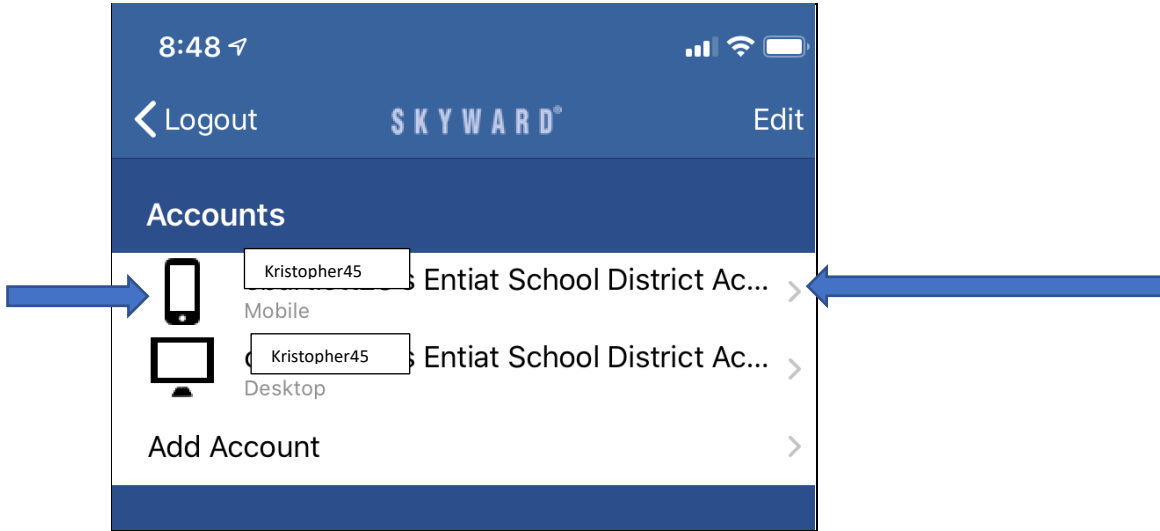 8:48
Logout
SKYWARD®
Edit
Accounts
Kristopher45 s Entiat School District Ac...
Mobile
Kristopher45 s Entiat School District Ac...
Desktop
Add Account